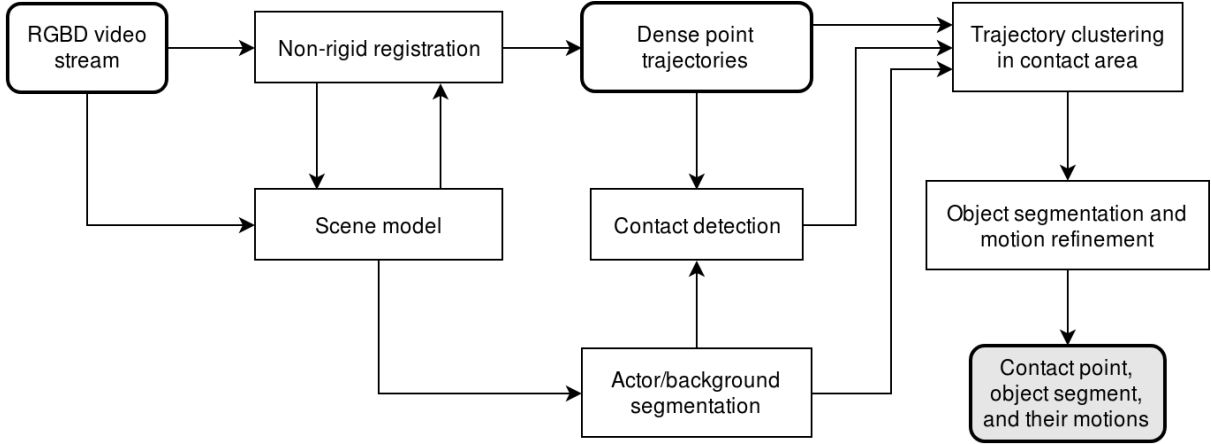 RGBD video
stream
Non-rigid registration
Dense point
trajectories
Trajectory clustering
in contact area
Scene model
Contact detection
Object segmentation and
motion refinement
Actor/background
segmentation
Contact point,
object segment,
and their motions